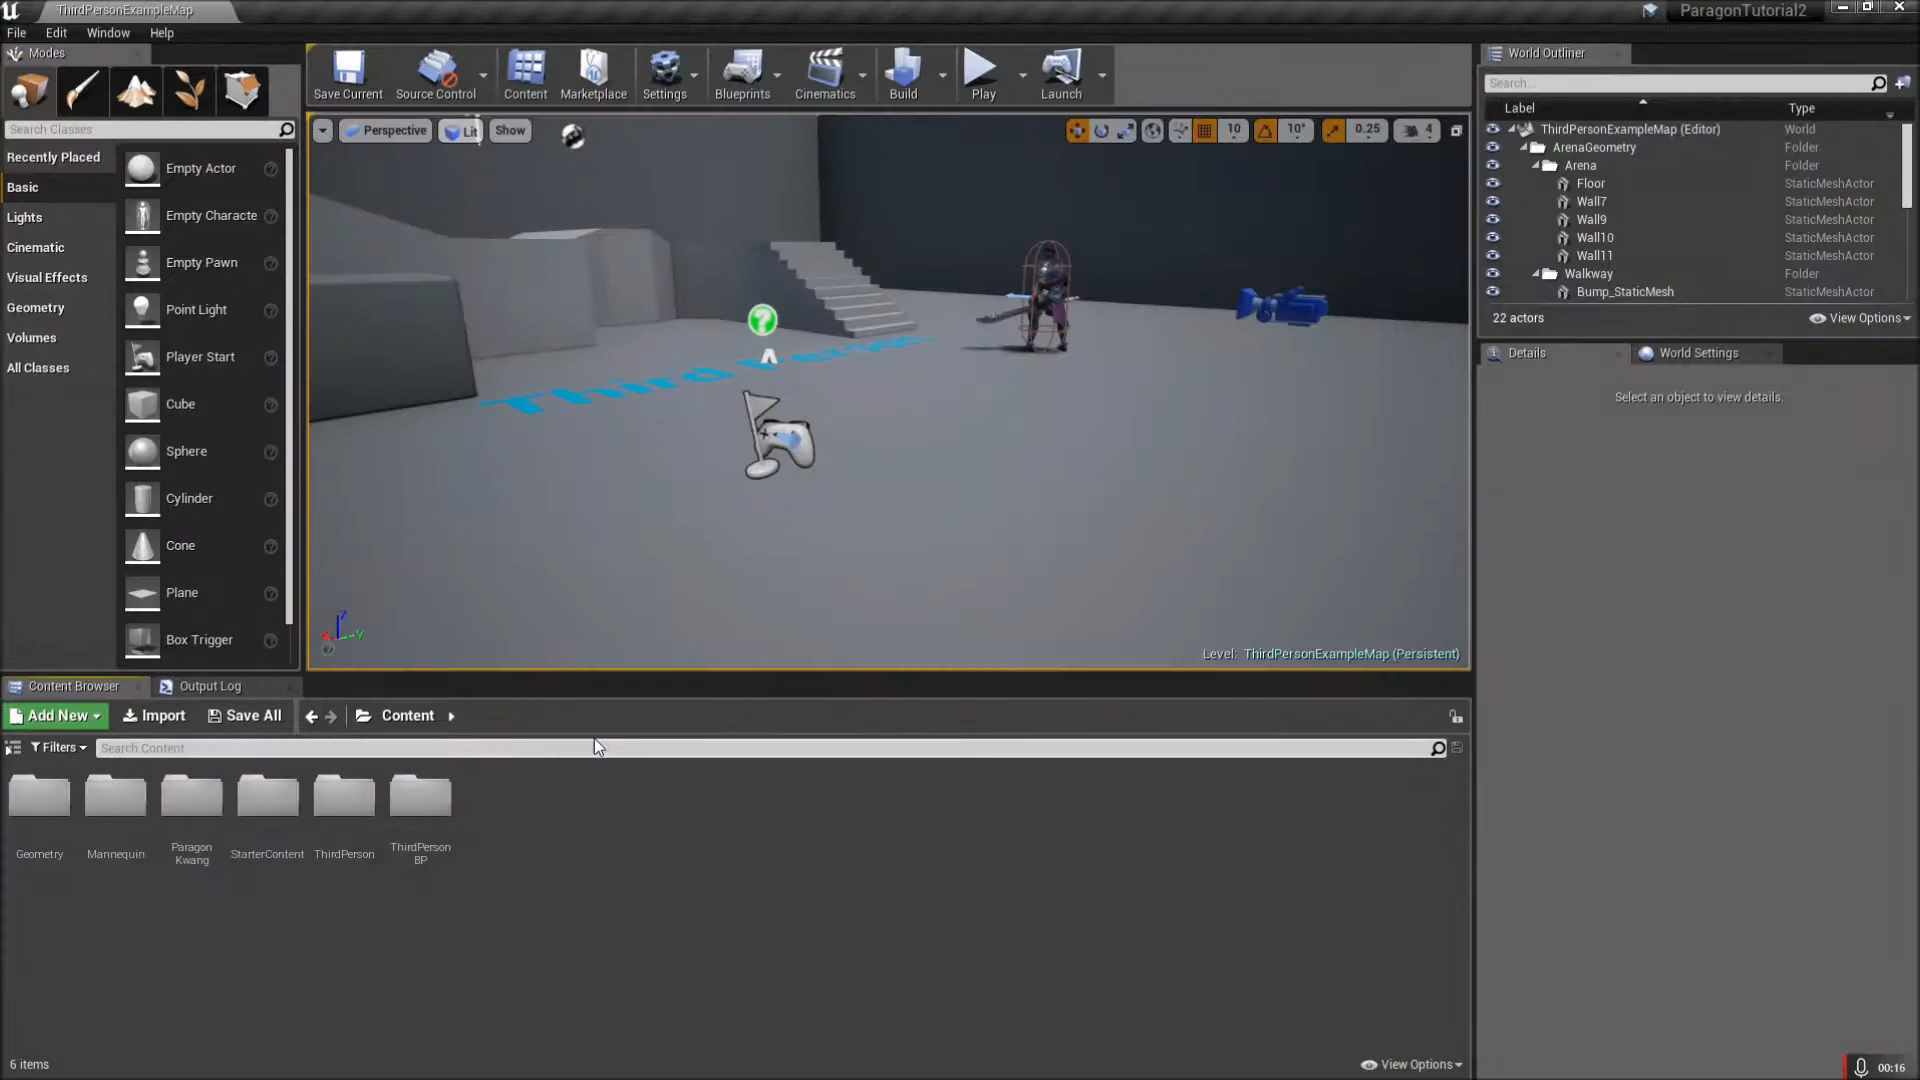 ThirdPersonExampleMap
ParagonTutorial2
File Edit Window Help
Modes
Search Classes
Recently Placed
Basic
Lights
Cinematic
Visual Effects
Geometry
Volumes
All Classes
Empty Actor
Empty Characte
Empty Pawn
Point Light
Player Start
Cube
Sphere
Cylinder
Cone
Plane
Box Trigger
Save Current
Source Control
Content
Marketplace
Settings
Blueprints
Cinematics
Build
Play
Launch
Perspective
Lit
Show
10
10°
0.25
4
Third Person
X
Y
Z
Level: ThirdPersonExampleMap (Persistent)
World Outliner
Search...
Label Type
ThirdPersonExampleMap (Editor) World
ArenaGeometry Folder
Arena Folder
Floor StaticMeshActor
Wall7 StaticMeshActor
Wall9 StaticMeshActor
Wall10 StaticMeshActor
Wall11 StaticMeshActor
Walkway Folder
Bump_StaticMesh StaticMeshActor
22 actors
View Options
Details
World Settings
Select an object to view details.
Content Browser
Output Log
Add New
Import
Save All
Content
Filters
Search Content
Geometry
Mannequin
Paragon
Kwang
StarterContent
ThirdPerson
ThirdPerson
BP
6 items
View Options
00:16